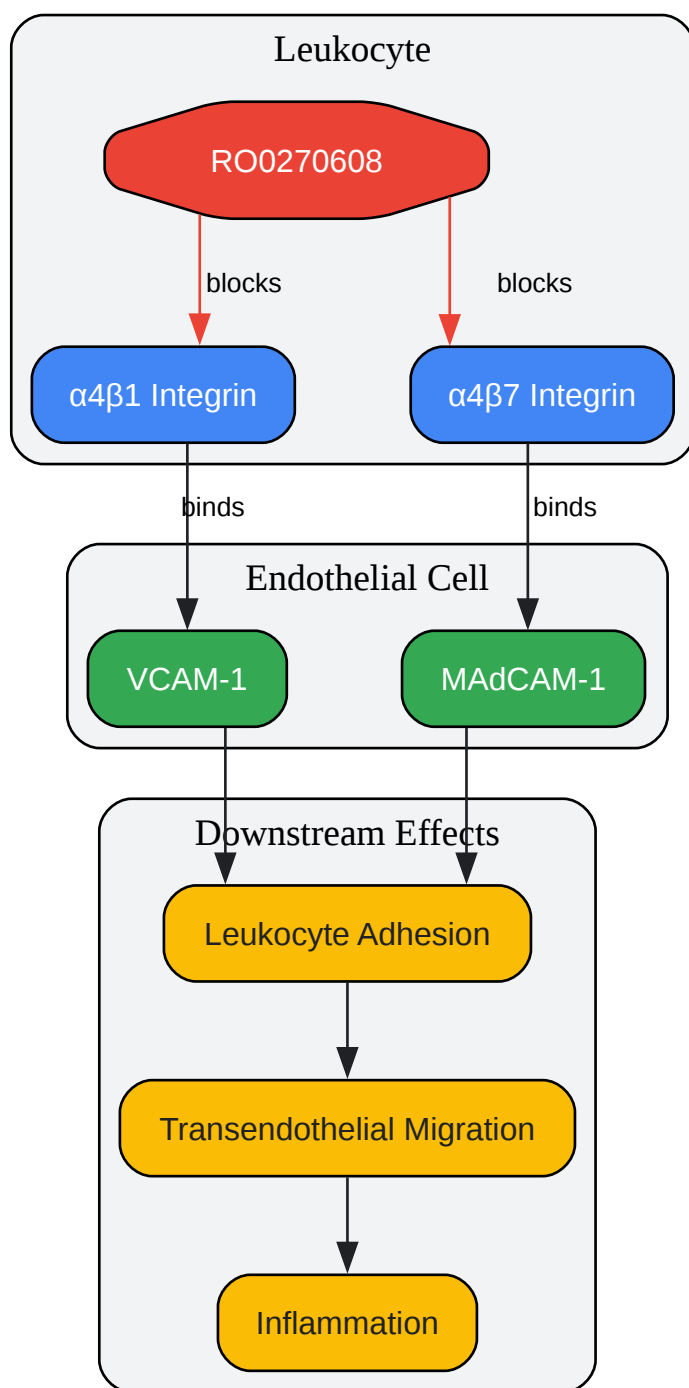 Leukocyte
RO0270608
blocks
blocks
α4β1 Integrin
α4β7 Integrin
binds
binds
Endothelial Cell
VCAM-1
MAdCAM-1
Downstream Effects
Leukocyte Adhesion
Transendothelial Migration
Inflammation